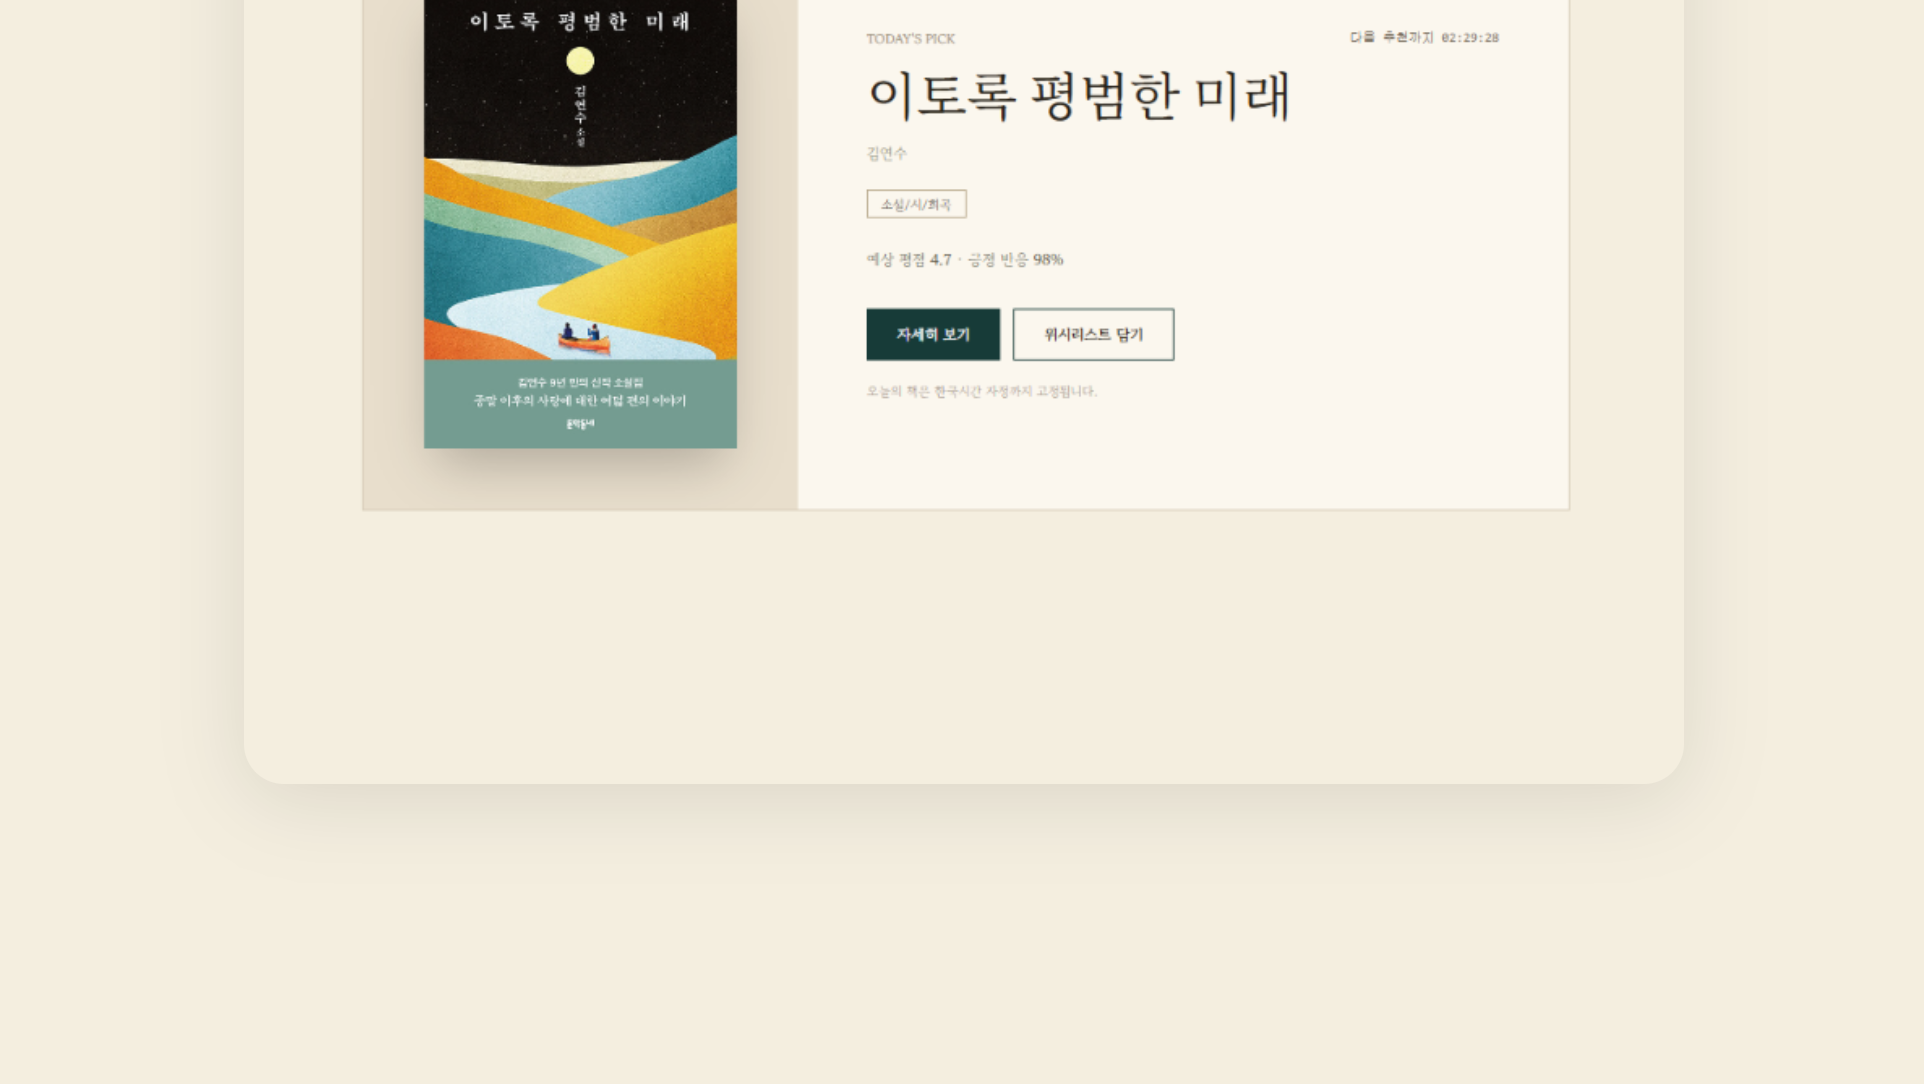 이토록 평범한 미래
김연수 소설
김연수 9년 만의 신작 소설집
종말 이후의 사랑에 대한 여덟 편의 이야기
문학동네
TODAY'S PICK
다음 추천까지 02:29:28
이토록 평범한 미래
김연수
소설/시/희곡
예상 평점 4.7 · 긍정 반응 98%
자세히 보기
위시리스트 담기
오늘의 책은 한국시간 자정까지 고정됩니다.